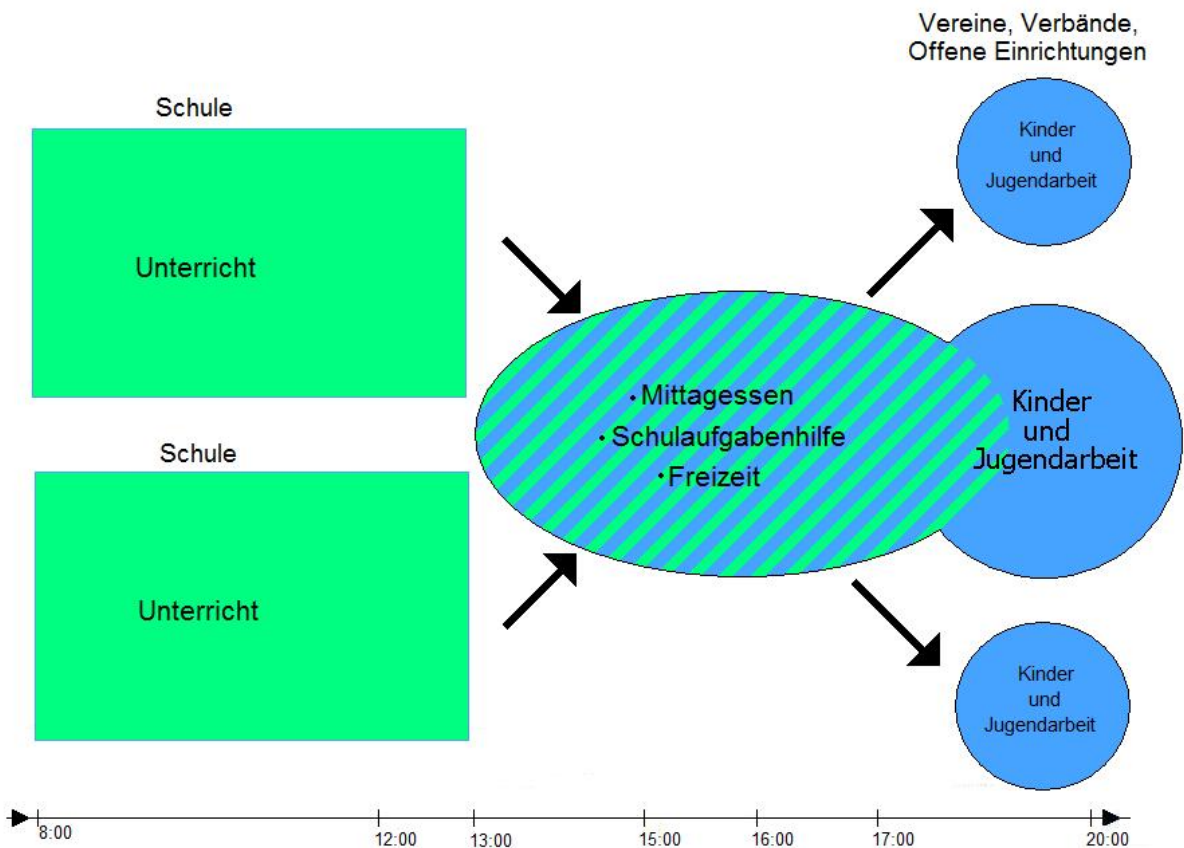 Vereine, Verbände,
Offene Einrichtungen
Schule
Unterricht
Kinder
und
Jugendarbeit
• Mittagessen
• Schulaufgabenhilfe
• Freizeit
Kinder
und
Jugendarbeit
Schule
Unterricht
Kinder
und
Jugendarbeit
8:00 12:00 13:00 15:00 16:00 17:00 20:00